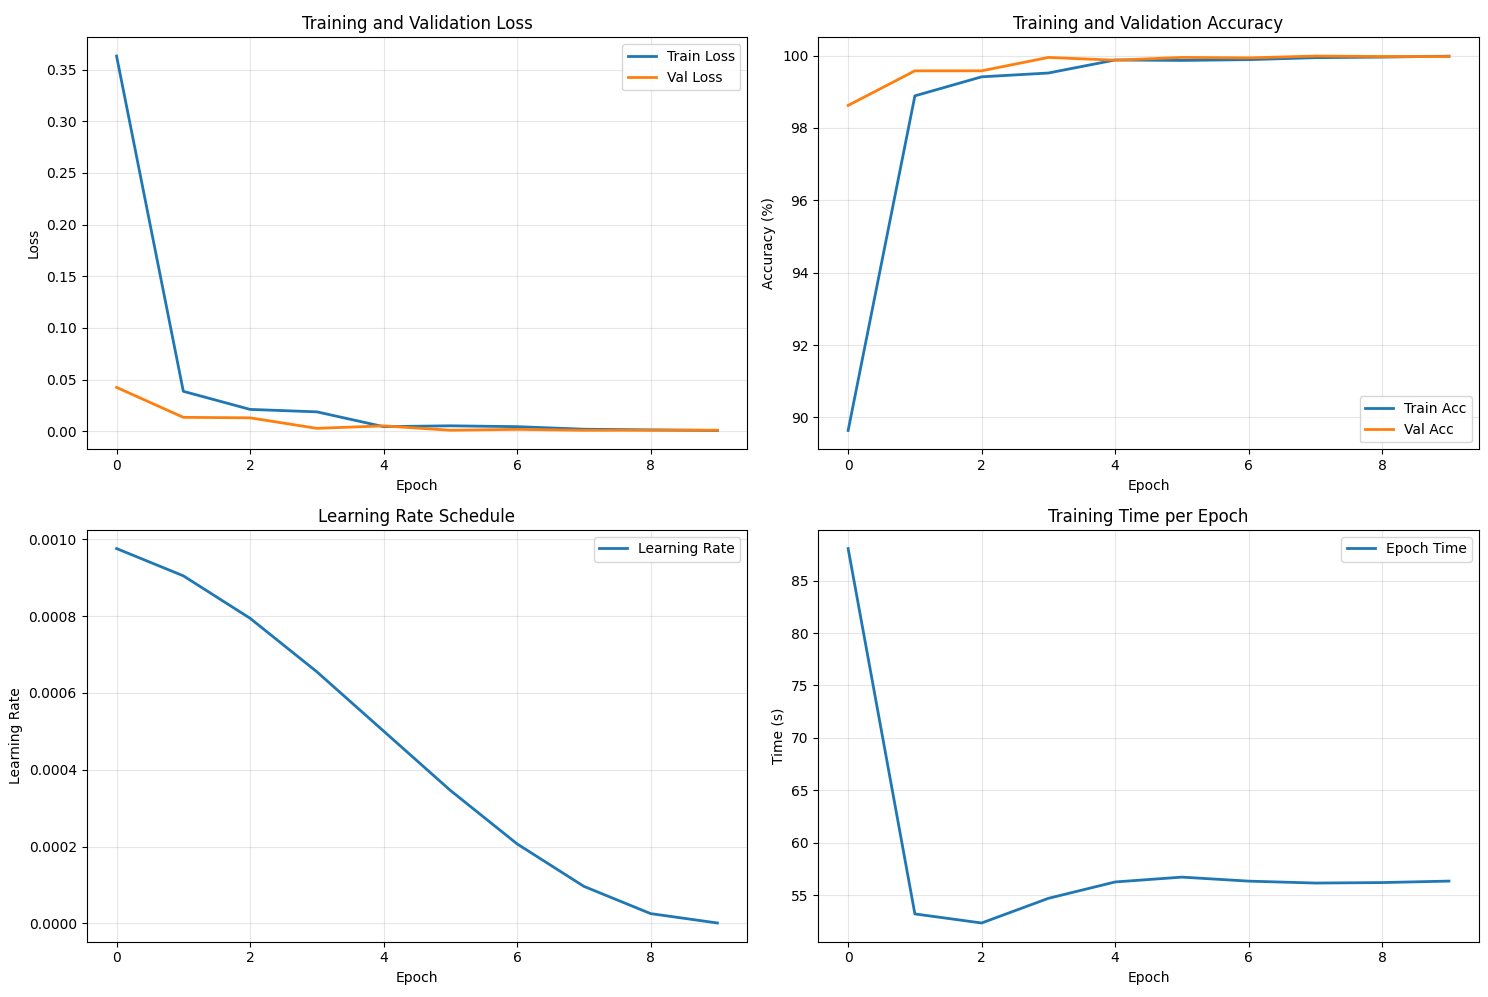 Training and Validation Loss
0.35
0.30
0.25
0.20
0.15
0.10
0.05
0.00
Loss
Train Loss
Val Loss
0 2 4 6 8
Epoch
Training and Validation Accuracy
100
98
96
94
92
90
Accuracy (%)
Train Acc
Val Acc
0 2 4 6 8
Epoch
Learning Rate Schedule
0.0010
0.0008
0.0006
0.0004
0.0002
0.0000
Learning Rate
Learning Rate
0 2 4 6 8
Epoch
Training Time per Epoch
85
80
75
70
65
60
55
Time (s)
Epoch Time
0 2 4 6 8
Epoch